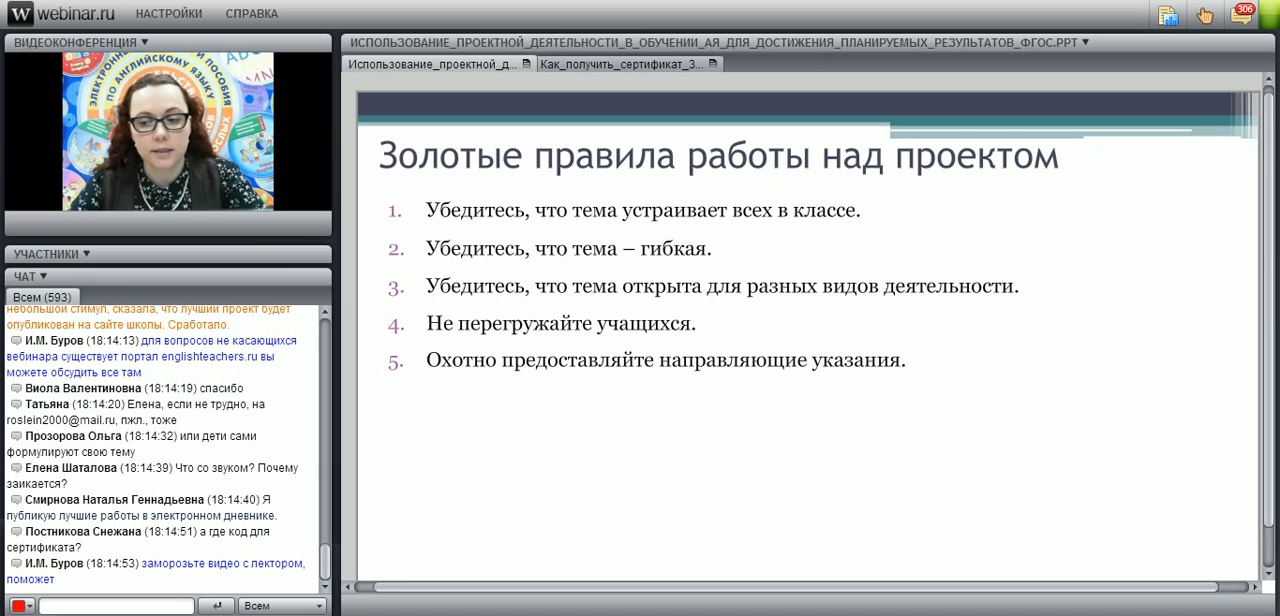 W webinar.ru НАСТРОЙКИ СПРАВКА
306
ВИДЕОКОНФЕРЕНЦИЯ
ЭЛЕКТРОН
ПО АНГЛИЙСКОМУ ЯЗЫКУ
ПОСОБИЯ
УЧАСТНИКИ
ЧАТ
Всем (593)
небольшой стимул, сказала, что лучший проект будет
опубликован на сайте школы. Сработало.
И.М. Буров (18:14:13) для вопросов не касающихся
вебинара существует портал englishteachers.ru вы
можете обсудить все там
Виола Валентиновна (18:14:19) спасибо
Татьяна (18:14:20) Елена, если не трудно, на
roslein2000@mail.ru, пжл., тоже
Прозорова Ольга (18:14:32) или дети сами
формулируют свою тему
Елена Шаталова (18:14:39) Что со звуком? Почему
заикается?
Смирнова Наталья Геннадьевна (18:14:40) Я
публикую лучшие работы в электронном дневнике.
Постникова Снежана (18:14:51) а где код для
сертификата?
И.М. Буров (18:14:53) заморозьте видео с лектором,
поможет
Всем
ИСПОЛЬЗОВАНИЕ_ПРОЕКТНОЙ_ДЕЯТЕЛЬНОСТИ_В_ОБУЧЕНИИ_АЯ_ДЛЯ_ДОСТИЖЕНИЯ_ПЛАНИРУЕМЫХ_РЕЗУЛЬТАТОВ_ФГОС.PPT
Использование_проектной_д... Как_получить_сертификат_3...
Золотые правила работы над проектом
1. Убедитесь, что тема устраивает всех в классе.
2. Убедитесь, что тема – гибкая.
3. Убедитесь, что тема открыта для разных видов деятельности.
4. Не перегружайте учащихся.
5. Охотно предоставляйте направляющие указания.